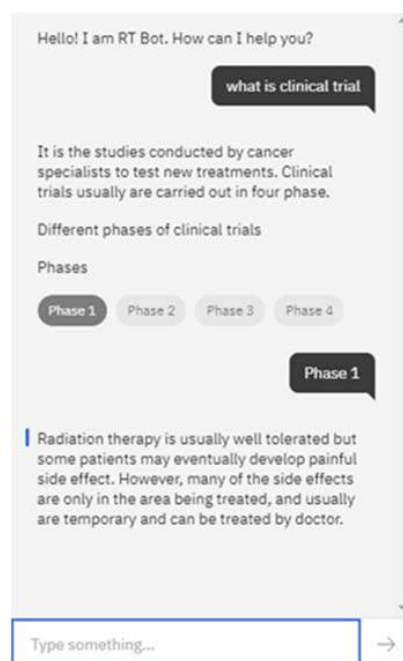 Hello! I am RT Bot. How can I help you?
what is clinical trial
It is the studies conducted by cancer
specialists to test new treatments. Clinical
trials usually are carried out in four phase.
Different phases of clinical trials
Phases
Phase 1 Phase 2 Phase 3 Phase 4
Phase 1
Radiation therapy is usually well tolerated but
some patients may eventually develop painful
side effect. However, many of the side effects
are only in the area being treated, and usually
are temporary and can be treated by doctor.
Type something...